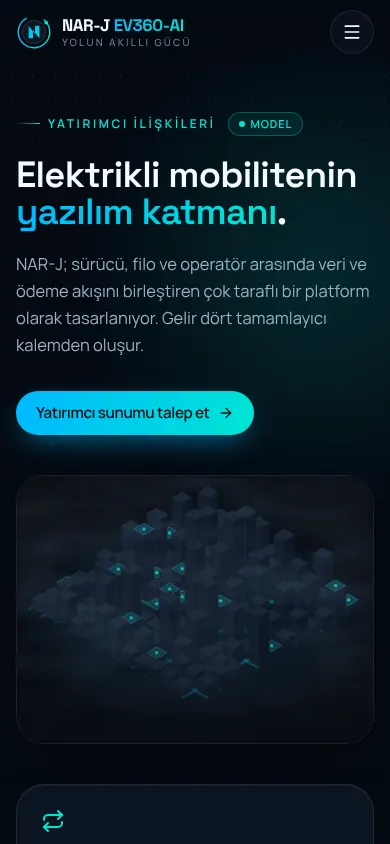 NAR-J EV360-AI
YOLUN AKILLI GÜCÜ
YATIRIMCI İLİŞKİLERİ
MODEL
Elektrikli mobilitenin
yazılım katmanı.
NAR-J; sürücü, filo ve operatör arasında veri ve
ödeme akışını birleştiren çok taraflı bir platform
olarak tasarlanıyor. Gelir dört tamamlayıcı
kalemden oluşur.
Yatırımcı sunumu talep et →